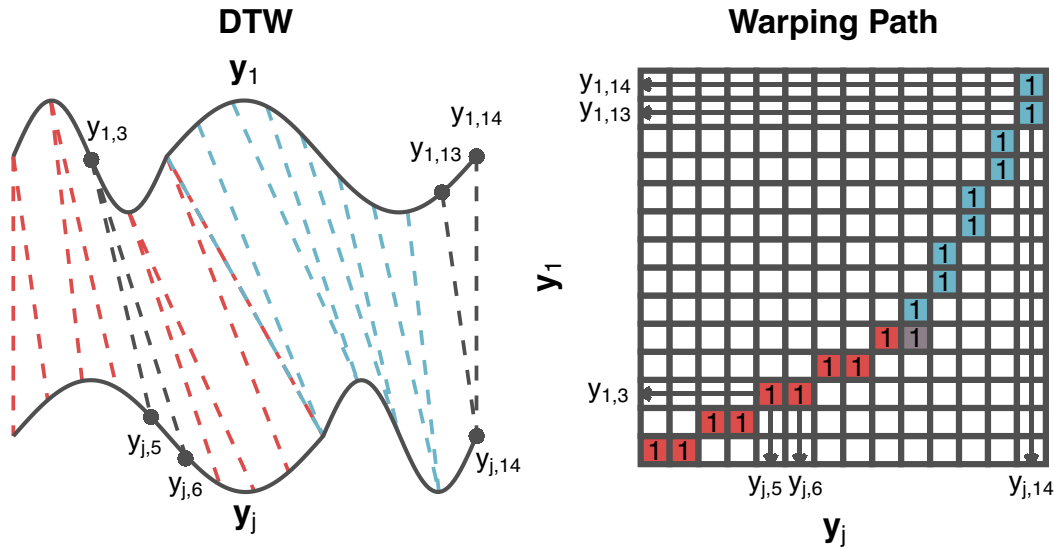 DTW
y1
y1,3
y1,14
y1,13
yj,5
yj,6
yj,14
yj
Warping Path
y1,14
1
y1,13
1
1
1
1
1
1
1
1
1 1
1 1
y1,3
1 1
1 1
1 1
yj,5 yj,6
yj,14
y1
yj